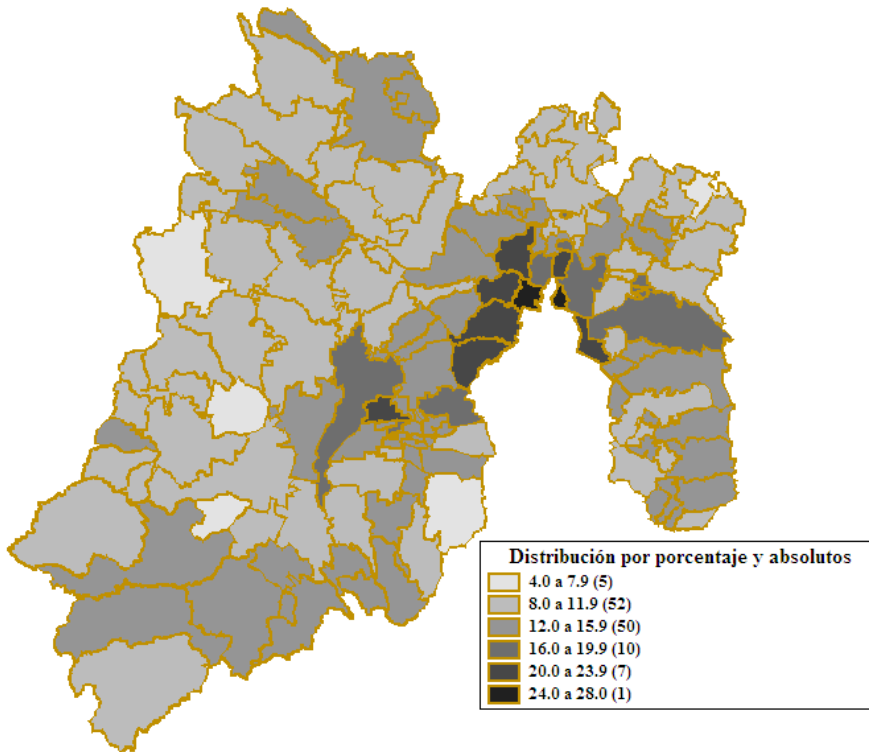 Distribución por porcentaje y absolutos
4.0 a 7.9 (5)
8.0 a 11.9 (52)
12.0 a 15.9 (50)
16.0 a 19.9 (10)
20.0 a 23.9 (7)
24.0 a 28.0 (1)